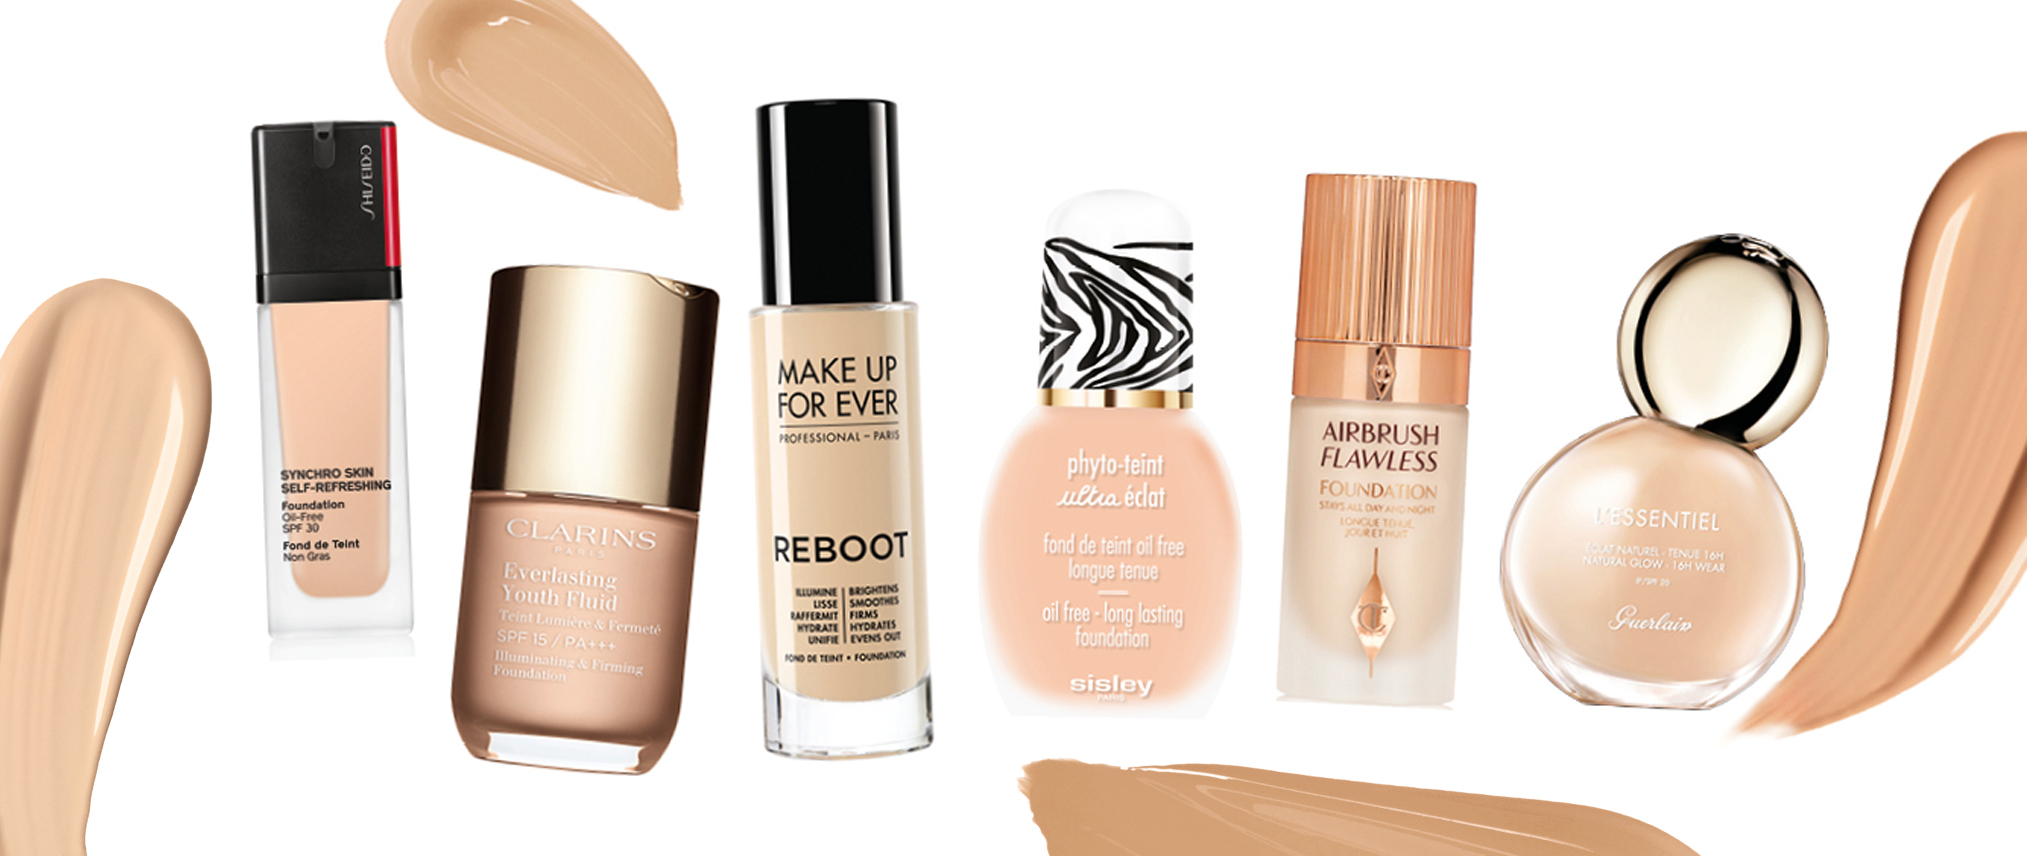 SHISEIDO
SYNCHRO SKIN
SELF-REFRESHING
Foundation
Oil-Free
SPF 30
Fond de Teint
Non Gras
CLARINS
PARIS
Everlasting
Youth Fluid
Teint Lumière & Fermeté
SPF 15 / PA+++
Illuminating & Firming
Foundation
MAKE UP
FOR EVER
PROFESSIONAL – PARIS
REBOOT
ILLUMINE BRIGHTENS
LISSE SMOOTHES
RAFFERMIT FIRMS
HYDRATE HYDRATES
UNIFIE EVENS OUT
FOND DE TEINT • FOUNDATION
phyto-teint
ultra éclat
fond de teint oil free
longue tenue
oil free - long lasting
foundation
sisley
PARIS
AIRBRUSH
FLAWLESS
FOUNDATION
STAYS ALL DAY AND NIGHT
LONGUE TENUE,
JOUR ET NUIT
CT
L'ESSENTIEL
ÉCLAT NATUREL - TENUE 16H
NATURAL GLOW - 16H WEAR
IP/SPF 20
Guerlain